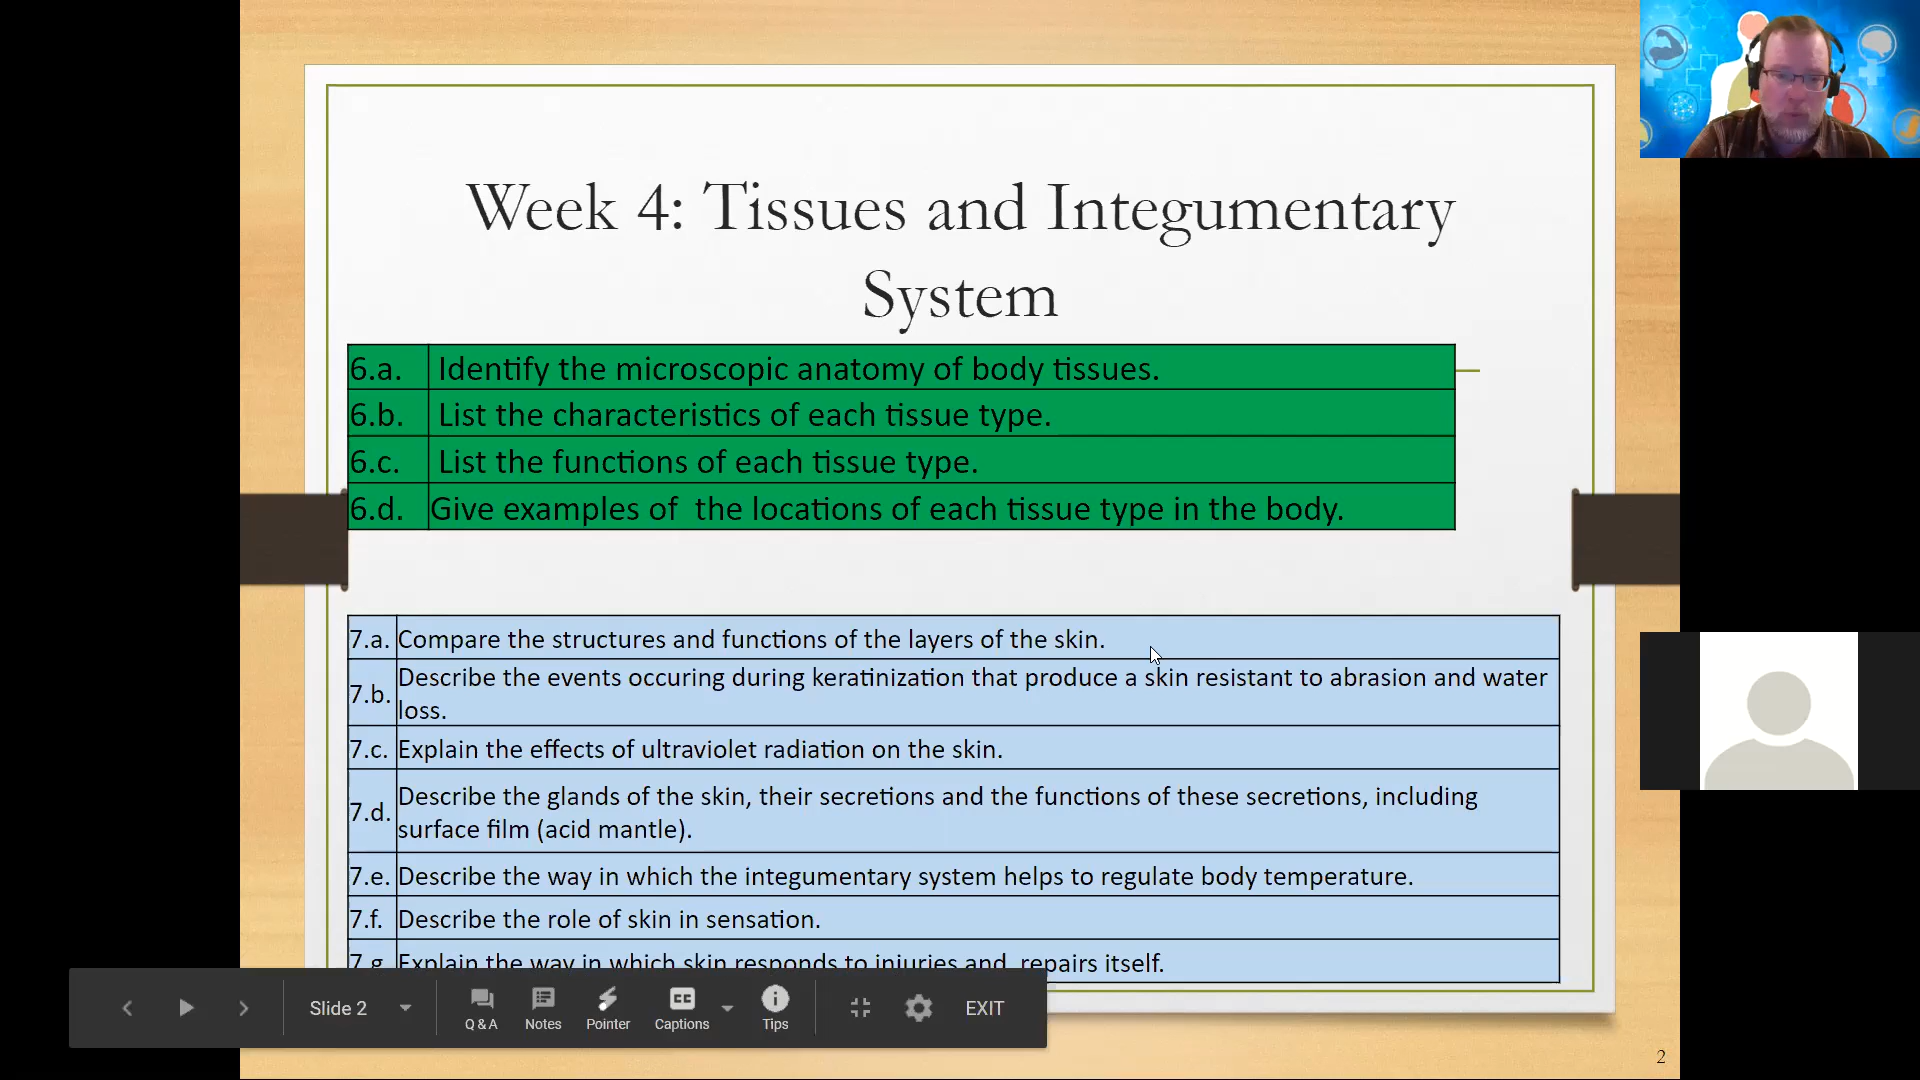 Week 4: Tissues and Integumentary
System
6.a. Identify the microscopic anatomy of body tissues.
6.b. List the characteristics of each tissue type.
6.c. List the functions of each tissue type.
6.d. Give examples of  the locations of each tissue type in the body.
7.a. Compare the structures and functions of the layers of the skin.
7.b. Describe the events occuring during keratinization that produce a skin resistant to abrasion and water
loss.
7.c. Explain the effects of ultraviolet radiation on the skin.
7.d. Describe the glands of the skin, their secretions and the functions of these secretions, including
surface film (acid mantle).
7.e. Describe the way in which the integumentary system helps to regulate body temperature.
7.f. Describe the role of skin in sensation.
7.g. Explain the way in which skin responds to injuries and  repairs itself.
Slide 2
Q & A
Notes
Pointer
CC
Captions
Tips
EXIT
2